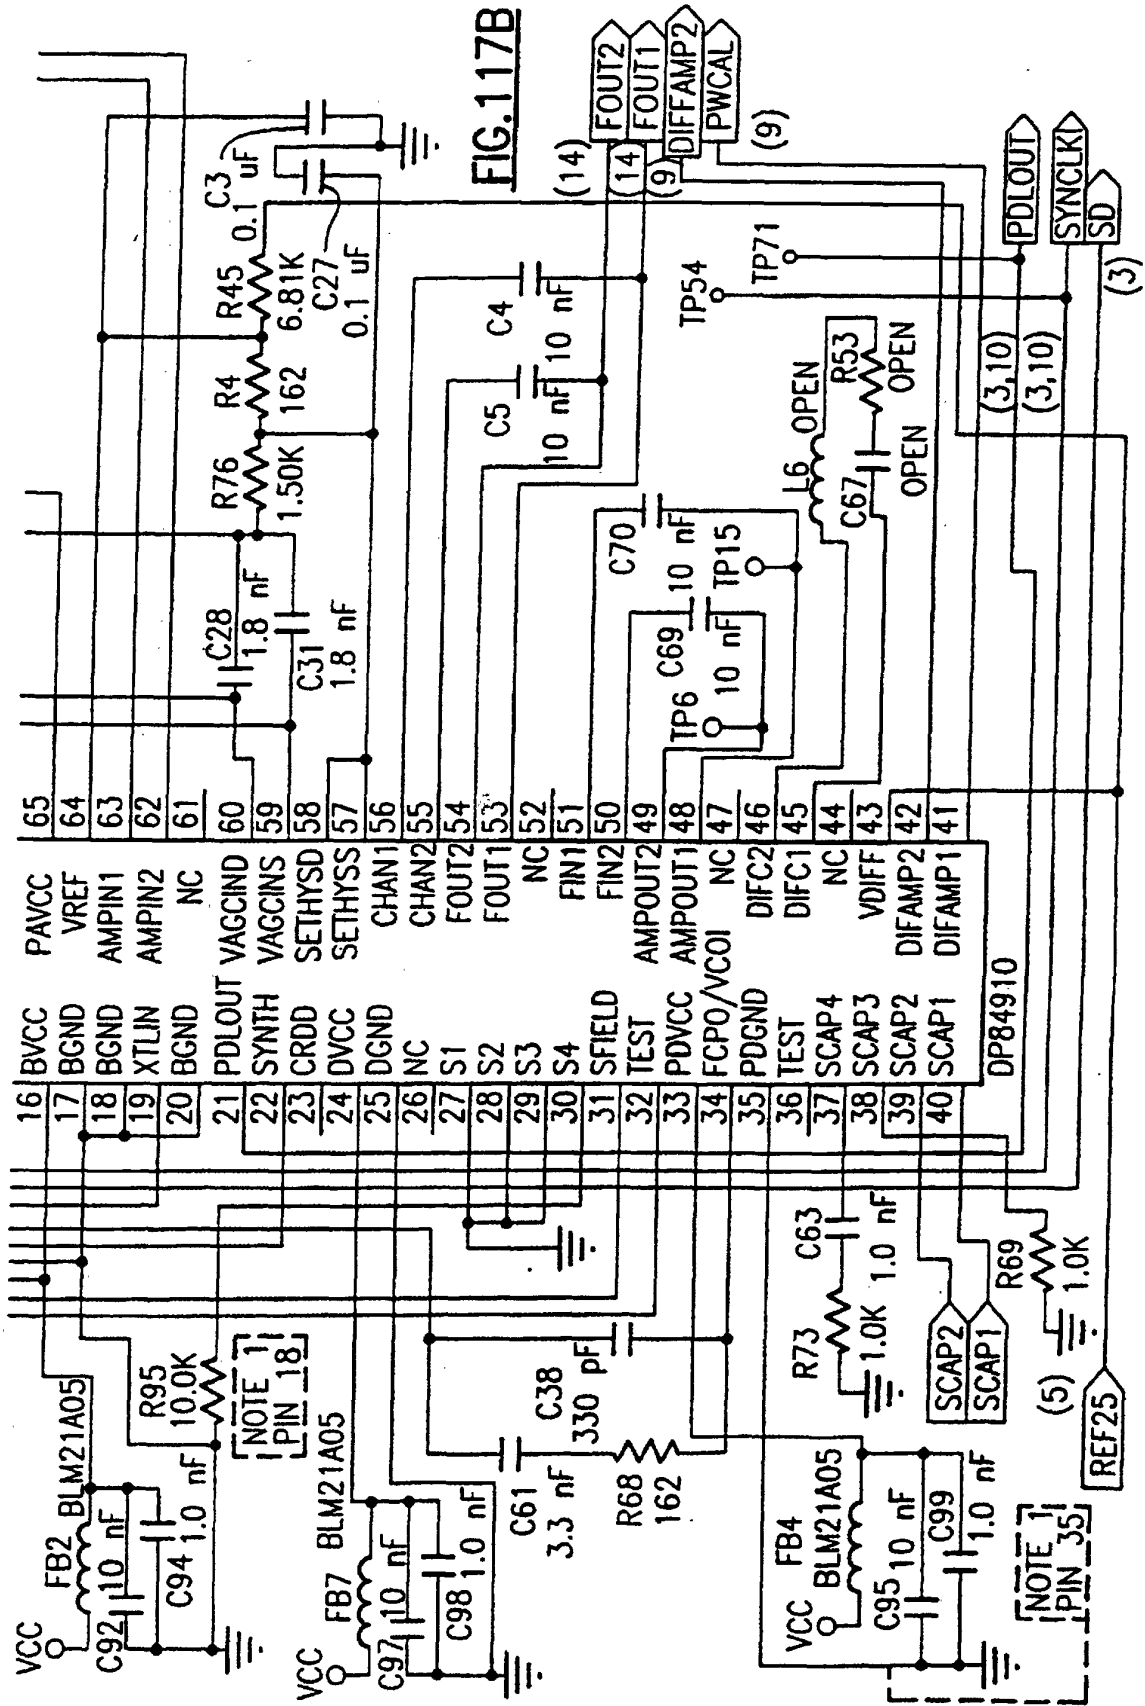 FIG.117B
VCC
FB2
BLM21A05
C92
10 nF
C94
1.0 nF
R95
10.0K
NOTE 1
PIN 18
VCC
FB7
BLM21A05
C97
10 nF
C98
1.0 nF
C61
3.3 nF
C38
330 pF
R68
162
VCC
FB4
BLM21A05
C95
10 nF
C99
1.0 nF
NOTE 1
PIN 35
R73
1.0K
C63
1.0 nF
SCAP2
SCAP1
R69
1.0K
(5)
REF25
16 BVCC
17 BGND
18 BGND
19 XTLIN
20 BGND
21 PDLOUT
22 SYNTH
23 CRDD
24 DVCC
25 DGND
26 NC
27 S1
28 S2
29 S3
30 S4
31 SFIELD
32 TEST
33 PDVCC
34 FCPO/VCOI
35 PDGND
36 TEST
37 SCAP4
38 SCAP3
39 SCAP2
40 SCAP1
DP84910
PAVCC 65
VREF 64
AMPIN1 63
AMPIN2 62
NC 61
VAGCIND 60
VAGCINS 59
SETHYSD 58
SETHYSS 57
CHAN1 56
CHAN2 55
FOUT2 54
FOUT1 53
NC 52
FIN1 51
FIN2 50
AMPOUT2 49
AMPOUT1 48
NC 47
DIFC2 46
DIFC1 45
NC 44
VDIFF 43
DIFAMP2 42
DIFAMP1 41
C28
1.8 nF
C31
1.8 nF
R76
1.50K
R4
162
R45
6.81K
C3
0.1 uF
C27
0.1 uF
C5
10 nF
C4
10 nF
C70
10 nF
TP15
C69
10 nF
TP6
L6 OPEN
C67
OPEN
R53
OPEN
TP54
TP71
(14)
FOUT2
(14
FOUT1
(9
DIFFAMP2
PWCAL
(9)
(3,10)
PDLOUT
(3,10)
SYNCLKI
SD
(3)